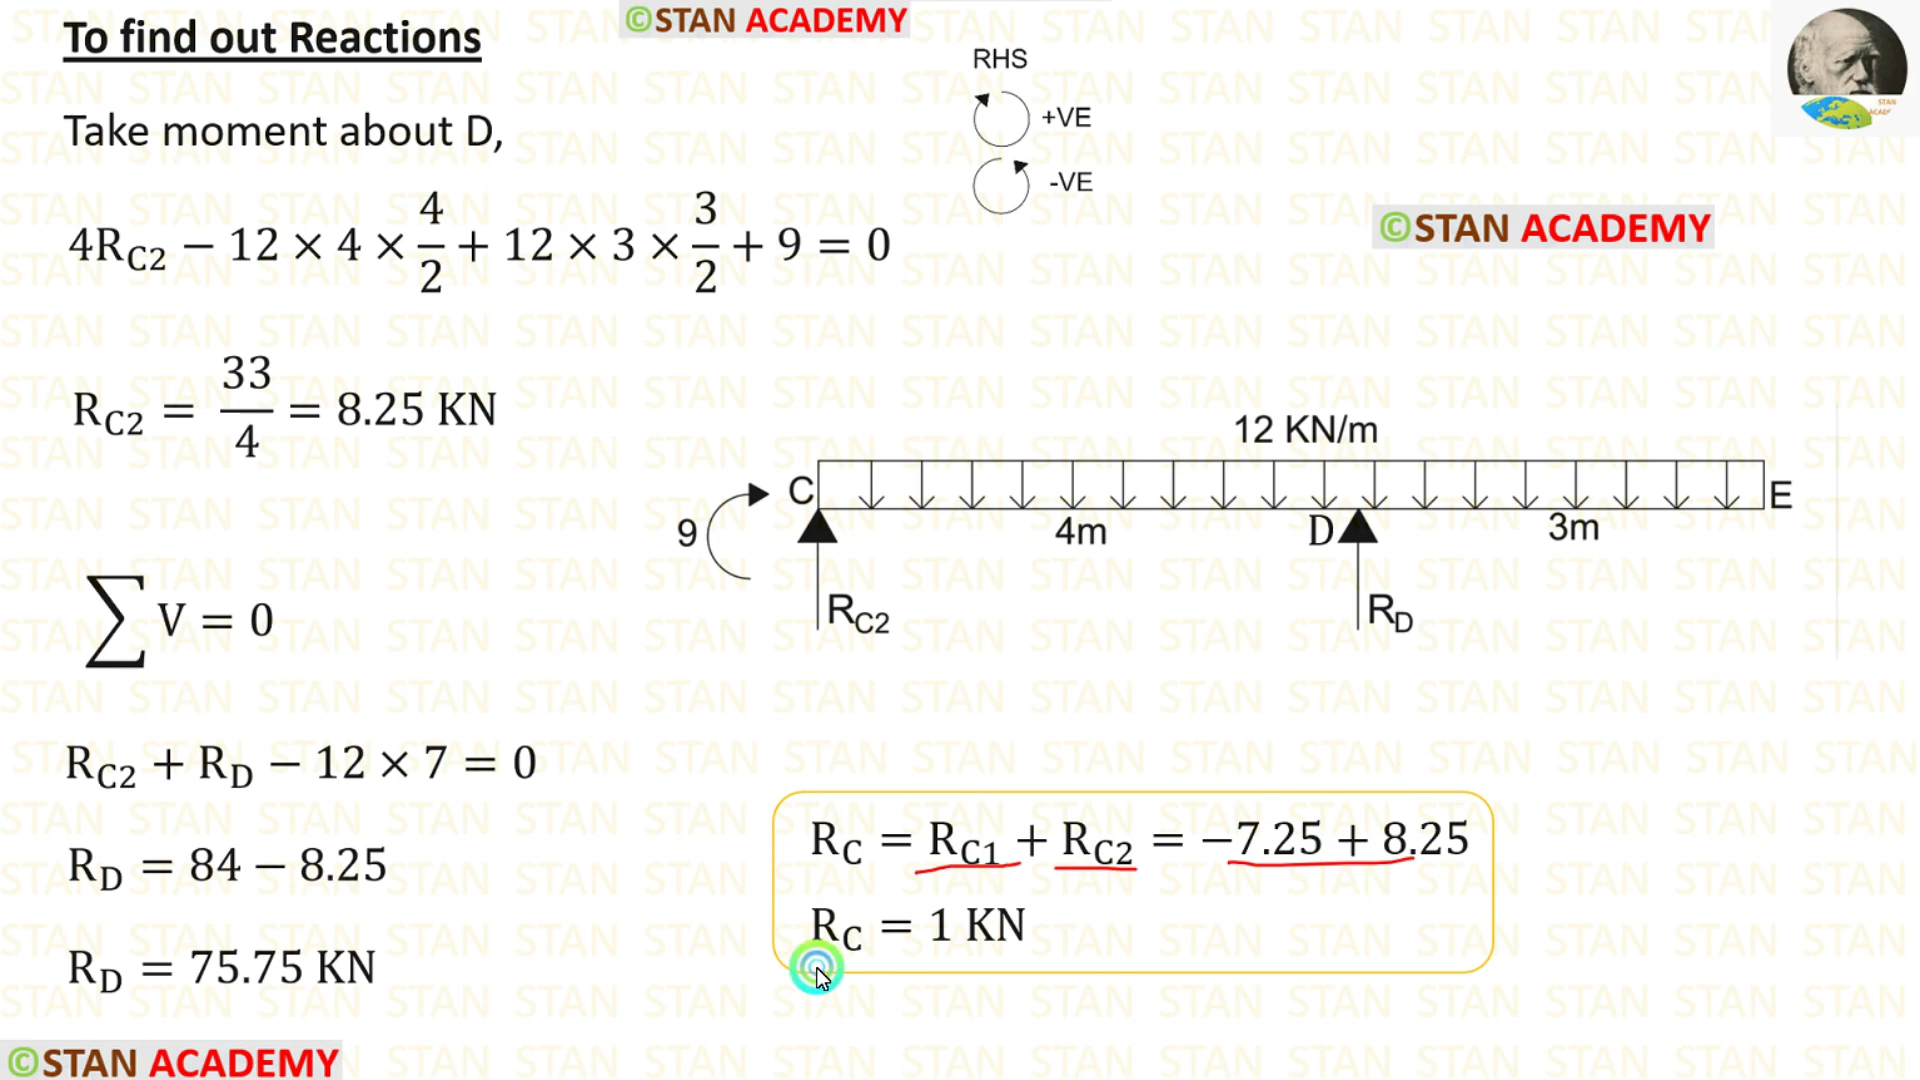 To find out Reactions
©STAN ACADEMY
RHS
+VE
-VE
STAN
ACADY
Take moment about D,
4R_C2 − 12 × 4 × 4/2 + 12 × 3 × 3/2 + 9 = 0
©STAN ACADEMY
R_C2 = 33/4 = 8.25 KN
12 KN/m
C
E
9
4m
D
3m
R_C2
R_D
∑ V = 0
R_C2 + R_D − 12 × 7 = 0
R_D = 84 − 8.25
R_D = 75.75 KN
R_C = R_C1 + R_C2 = −7.25 + 8.25
R_C = 1 KN
©STAN ACADEMY